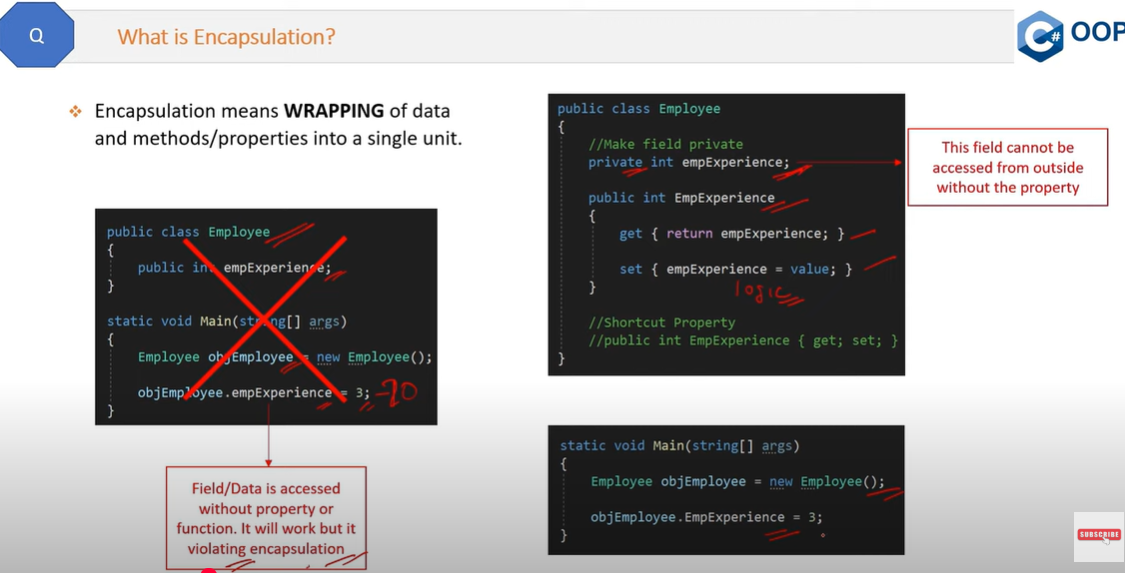 Q
What is Encapsulation?
C#
OOP
Encapsulation means WRAPPING of data
and methods/properties into a single unit.
public class Employee
{
public int empExperience;
}
static void Main(string[] args)
{
Employee objEmployee = new Employee();
objEmployee.empExperience = 3; -20
}
Field/Data is accessed
without property or
function. It will work but it
violating encapsulation
public class Employee
{
//Make field private
private int empExperience;
public int EmpExperience
{
get { return empExperience; }
set { empExperience = value; }
logic
}
//Shortcut Property
//public int EmpExperience { get; set; }
}
This field cannot be
accessed from outside
without the property
static void Main(string[] args)
{
Employee objEmployee = new Employee();
objEmployee.EmpExperience = 3;
}
SUBSCRIBE